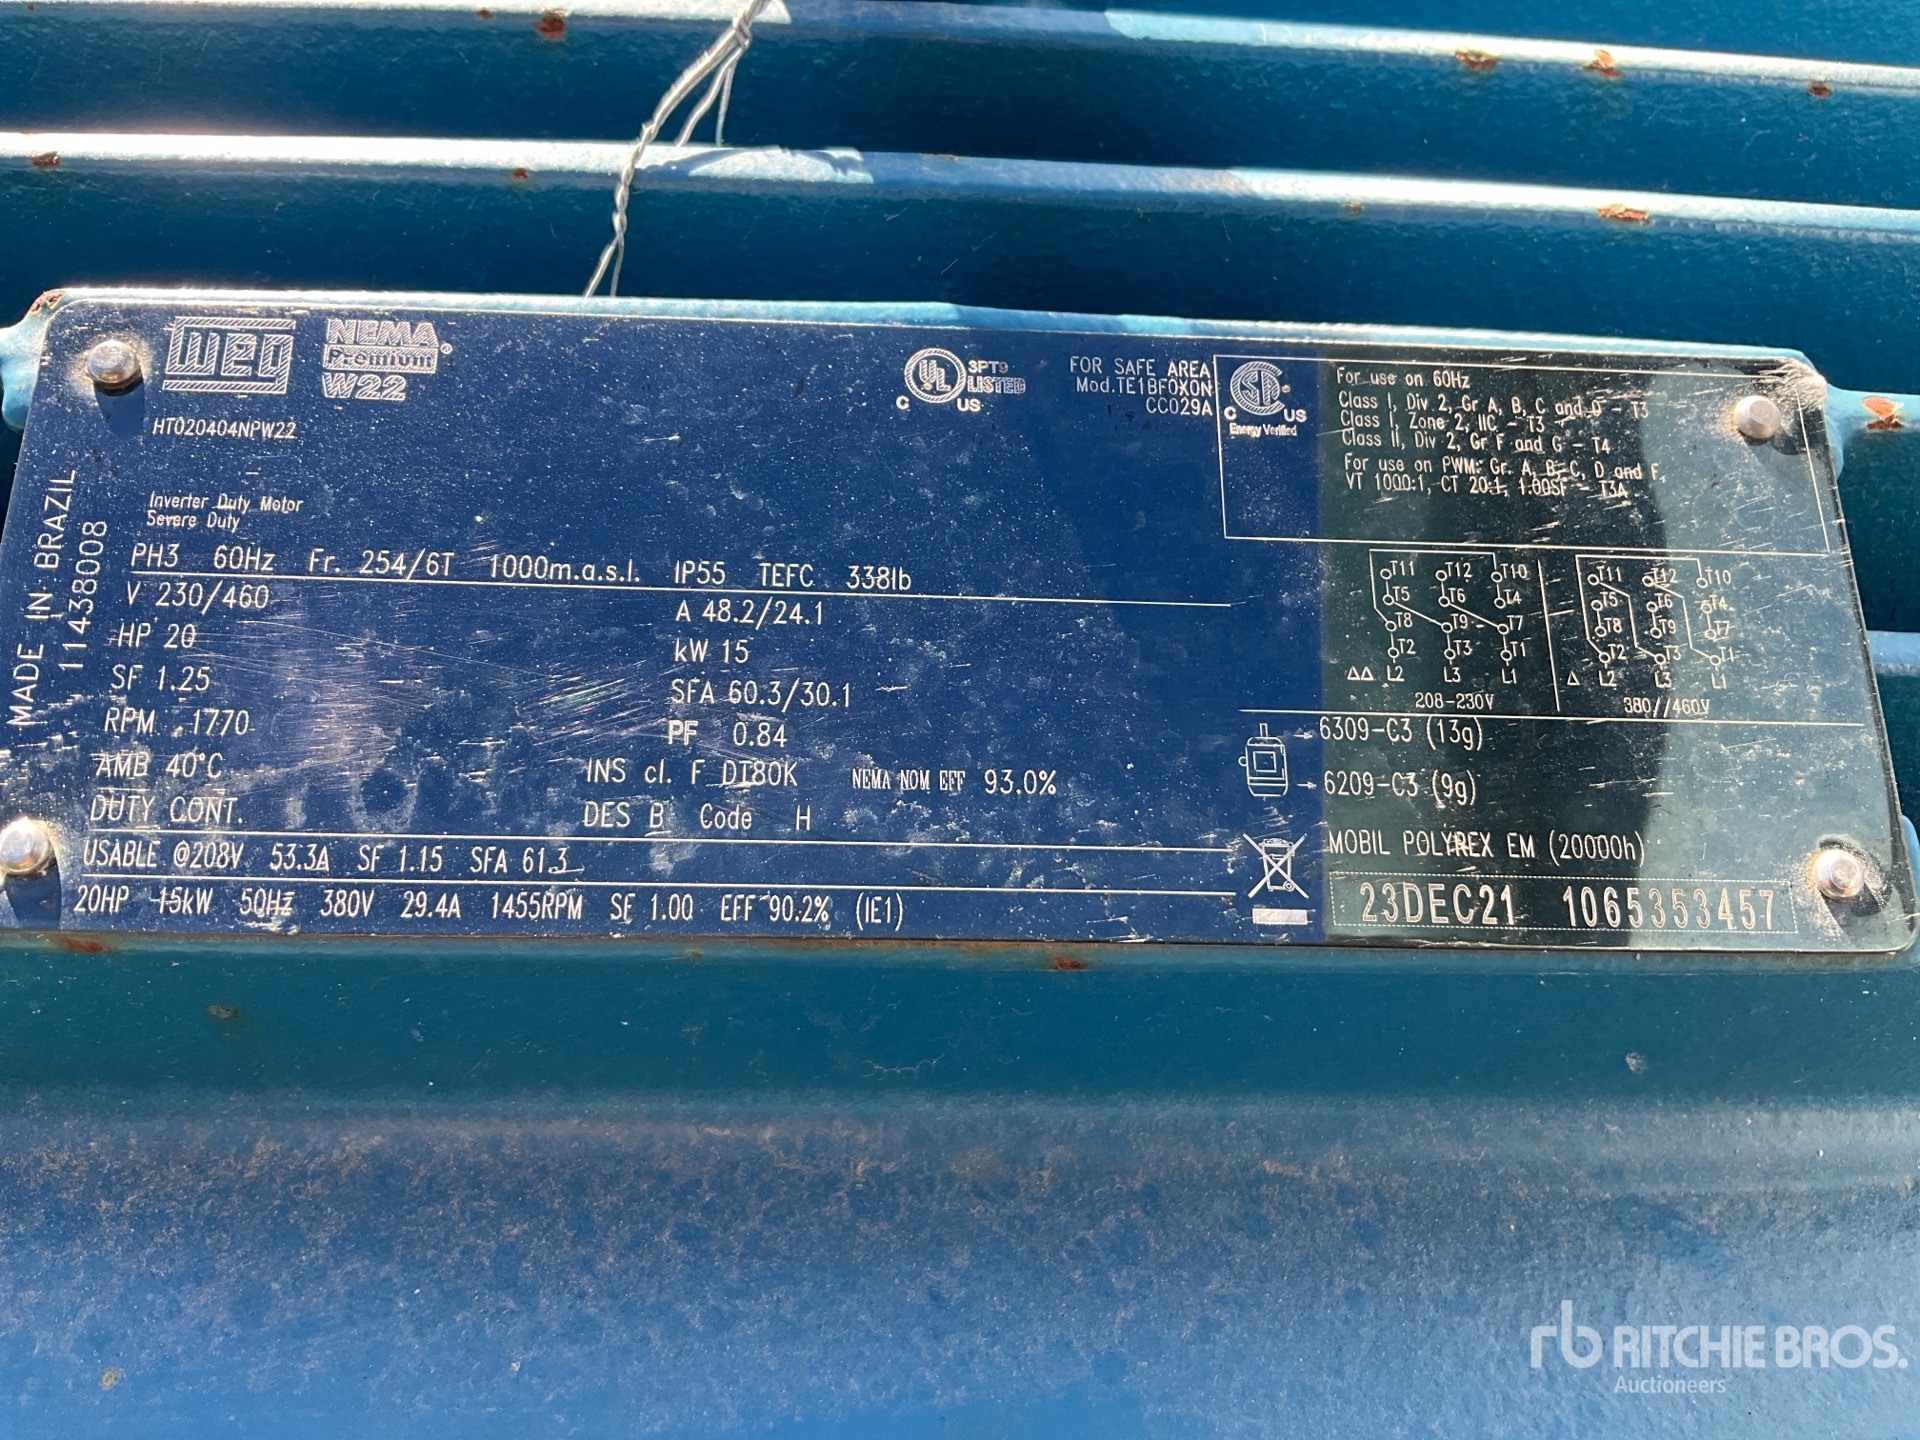 WEG
NEMA
Premium®
W22
HT020404NPW22
UL
C US
3PT9
LISTED
FOR SAFE AREA
Mod.TE1BF0X0N
CC029A
C US
Energy Verified
For use on 60Hz
Class I, Div 2, Gr A, B, C and D - T3
Class I, Zone 2, IIC - T3
Class II, Div 2, Gr F and G - T4
For use on PWM: Gr. A, B, C, D and F,
VT 1000:1, CT 20:1, 1.00SF - T3A
MADE IN BRAZIL
11438008
Inverter Duty Motor
Severe Duty
PH3 60Hz Fr. 254/6T 1000m.a.s.l. IP55 TEFC 338lb
V 230/460 A 48.2/24.1
HP 20 kW 15
SF 1.25 SFA 60.3/30.1
RPM 1770 PF 0.84
AMB 40°C INS cl. F DT80K NEMA NOM EFF 93.0%
DUTY CONT. DES B Code H
USABLE @208V 53.3A SF 1.15 SFA 61.3
20HP 15kW 50Hz 380V 29.4A 1455RPM SF 1.00 EFF 90.2% (IE1)
T11 T12 T10 T11 T12 T10
T5 T6 T4 T5 T6 T4
T8 T9 T7 T8 T9 T7
T2 T3 T1 T2 T3 T1
ΔΔ L2 L3 L1 Δ L2 L3 L1
208-230V 380//460V
6309-C3 (13g)
6209-C3 (9g)
MOBIL POLYREX EM (20000h)
23DEC21 1065353457
rb RITCHIE BROS.
Auctioneers